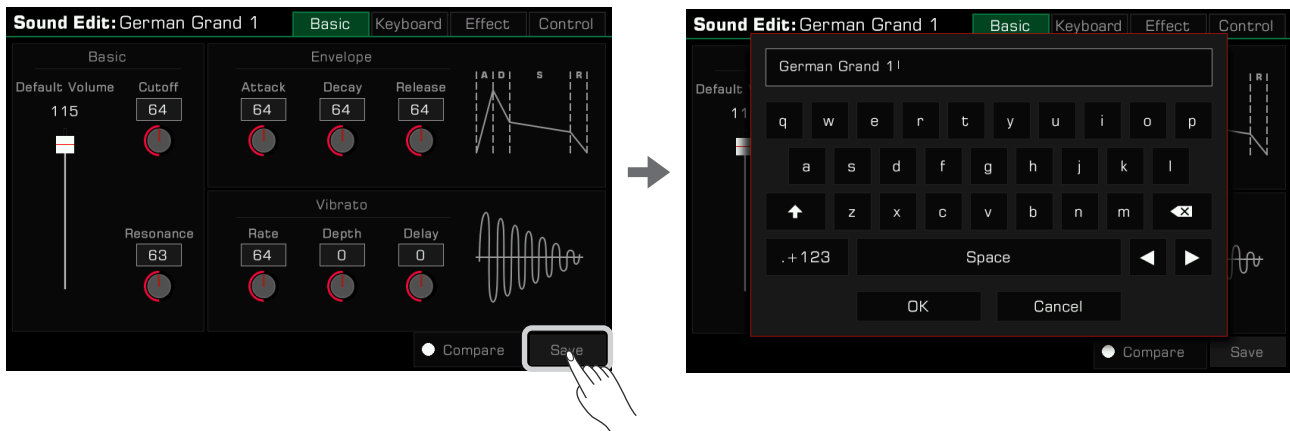 Sound Edit: German Grand 1 Basic Keyboard Effect Control
Basic Envelope
Default Volume Cutoff Attack Decay Release A D S R
115 64 64 64 64
Vibrato
Resonance Rate Depth Delay
63 64 0 0
Compare Save
Sound Edit: German Grand 1 Basic Keyboard Effect Control
German Grand 1
Default R
11
q w e r t y u i o p
a s d f g h j k l
z x c v b n m
.+123 Space
OK Cancel
Compare Save